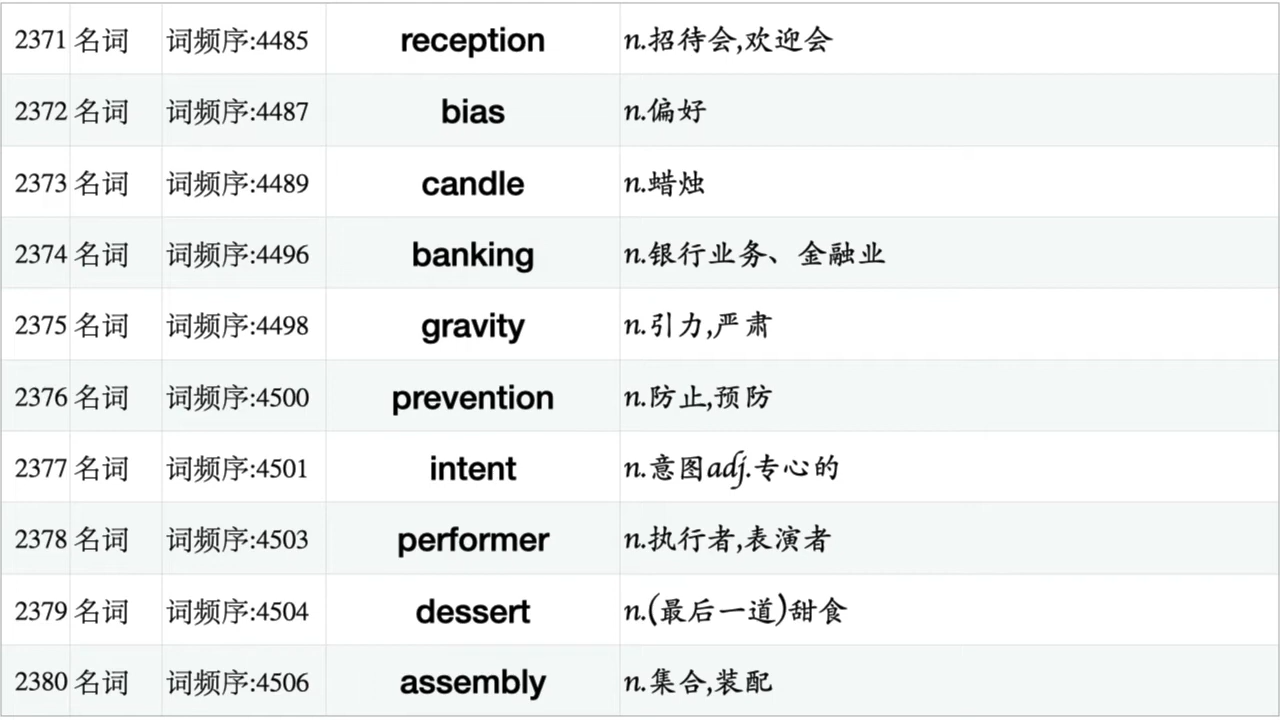 2371 名词 词频序:4485 reception n.招待会,欢迎会
2372 名词 词频序:4487 bias n.偏好
2373 名词 词频序:4489 candle n.蜡烛
2374 名词 词频序:4496 banking n.银行业务、金融业
2375 名词 词频序:4498 gravity n.引力,严肃
2376 名词 词频序:4500 prevention n.防止,预防
2377 名词 词频序:4501 intent n.意图adj.专心的
2378 名词 词频序:4503 performer n.执行者,表演者
2379 名词 词频序:4504 dessert n.(最后一道)甜食
2380 名词 词频序:4506 assembly n.集合,装配